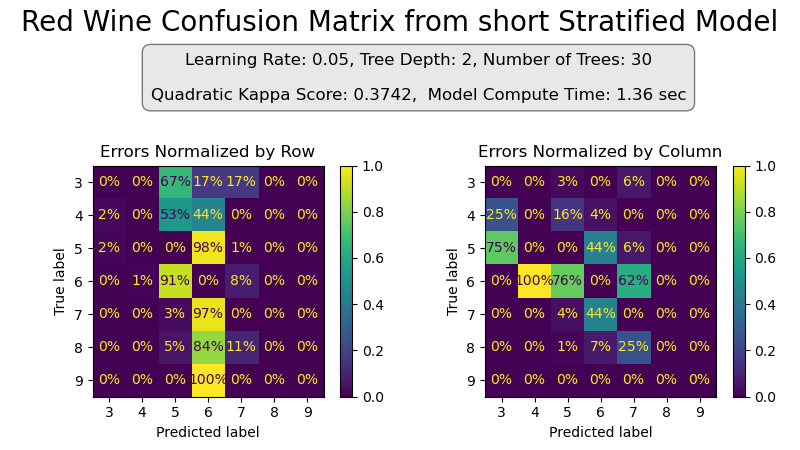 Red Wine Confusion Matrix from short Stratified Model
Learning Rate: 0.05, Tree Depth: 2, Number of Trees: 30
Quadratic Kappa Score: 0.3742,  Model Compute Time: 1.36 sec
Errors Normalized by Row
True label
3 0% 0% 67% 17% 17% 0% 0%
4 2% 0% 53% 44% 0% 0% 0%
5 2% 0% 0% 98% 1% 0% 0%
6 0% 1% 91% 0% 8% 0% 0%
7 0% 0% 3% 97% 0% 0% 0%
8 0% 0% 5% 84% 11% 0% 0%
9 0% 0% 0% 100% 0% 0% 0%
3 4 5 6 7 8 9
Predicted label
1.0
0.8
0.6
0.4
0.2
0.0
Errors Normalized by Column
True label
3 0% 0% 3% 0% 6% 0% 0%
4 25% 0% 16% 4% 0% 0% 0%
5 75% 0% 0% 44% 6% 0% 0%
6 0% 100% 76% 0% 62% 0% 0%
7 0% 0% 4% 44% 0% 0% 0%
8 0% 0% 1% 7% 25% 0% 0%
9 0% 0% 0% 0% 0% 0% 0%
3 4 5 6 7 8 9
Predicted label
1.0
0.8
0.6
0.4
0.2
0.0